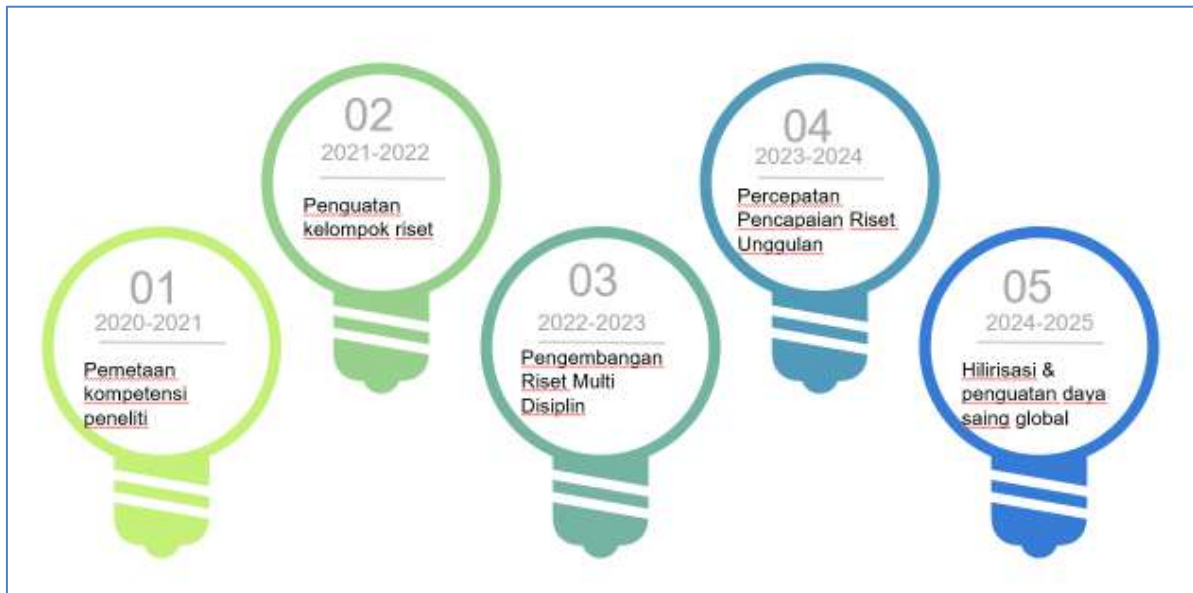 01
2020-2021
Pemetaan
kompetensi
peneliti
02
2021-2022
Penguatan
kelompok riset
03
2022-2023
Pengembangan
Riset Multi
Disiplin
04
2023-2024
Percepatan
Pencapaian Riset
Unggulan
05
2024-2025
Hilirisasi &
penguatan daya
saing global